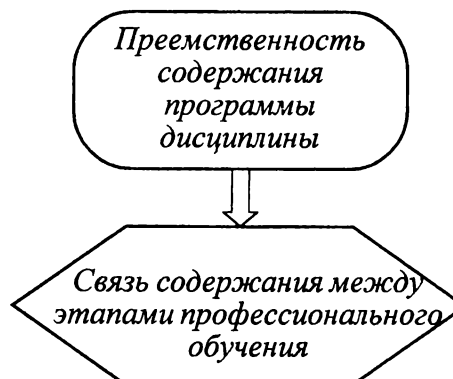 Преемственность
содержания
программы
дисциплины
Связь содержания между
этапами профессионального
обучения